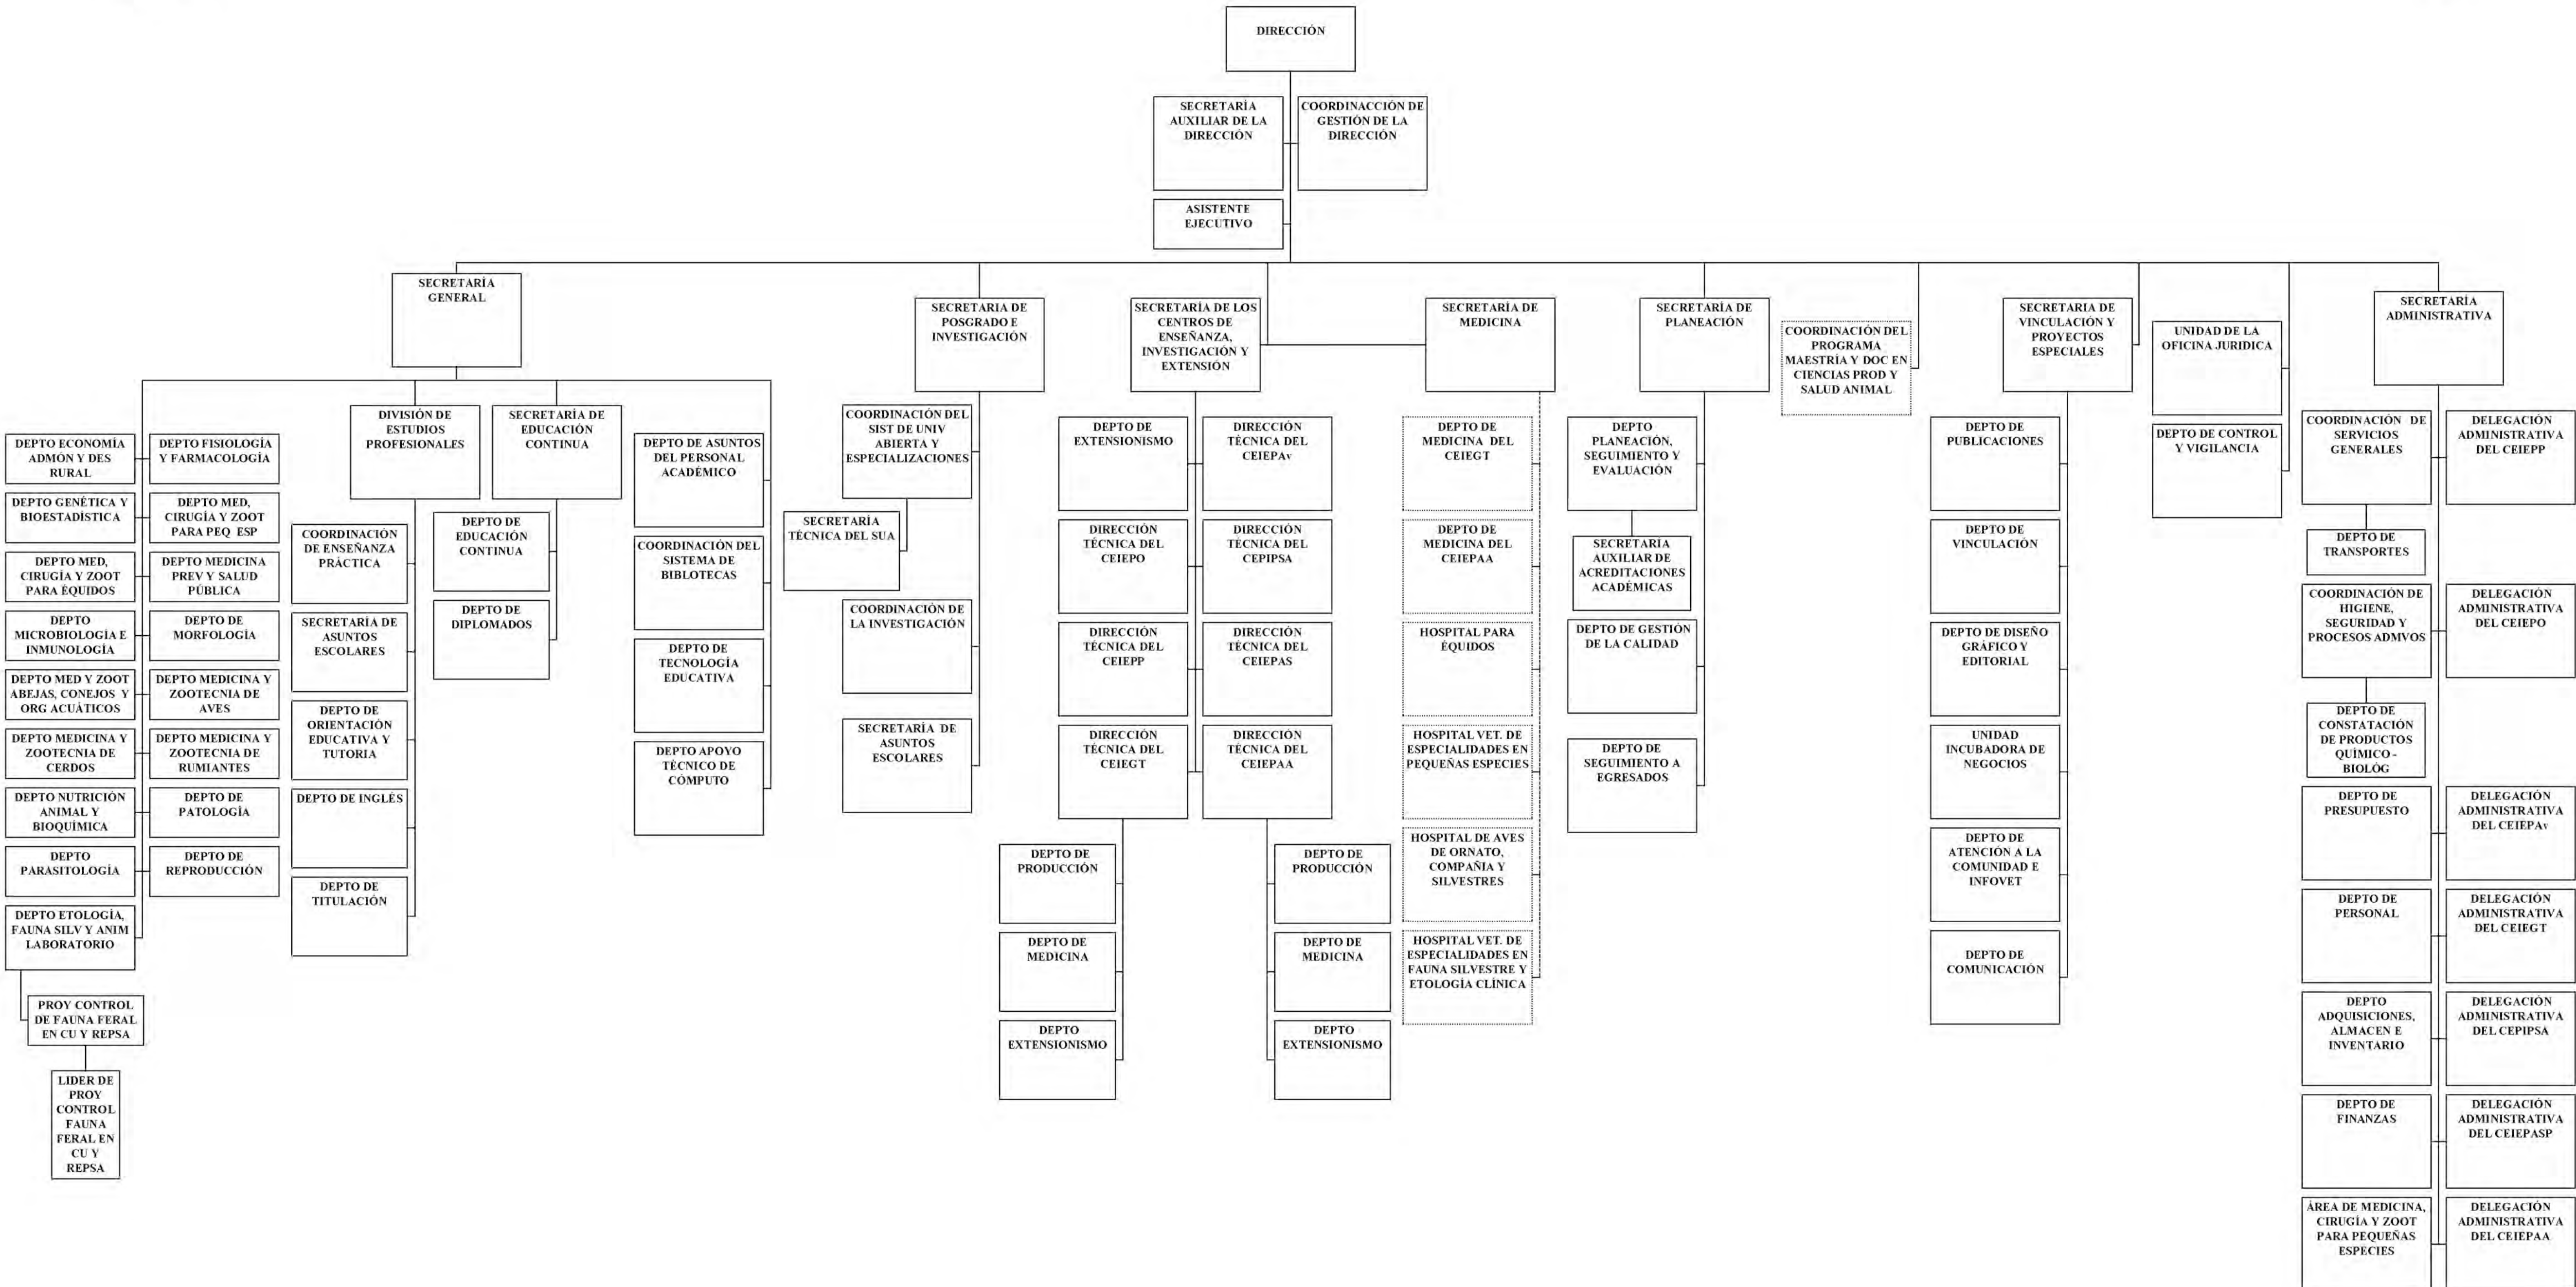 DIRECCIÓN
SECRETARÍA
AUXILIAR DE LA
DIRECCIÓN
COORDINACCIÓN DE
GESTIÓN DE LA
DIRECCIÓN
ASISTENTE
EJECUTIVO
SECRETARÍA
GENERAL
DEPTO ECONOMÍA
ADMÓN Y DES
RURAL
DEPTO FISIOLOGÍA
Y FARMACOLOGÍA
DEPTO GENÉTICA Y
BIOESTADÍSTICA
DEPTO MED,
CIRUGÍA Y ZOOT
PARA PEQ ESP
DEPTO MED,
CIRUGÍA Y ZOOT
PARA ÉQUIDOS
DEPTO MEDICINA
PREV Y SALUD
PÚBLICA
DEPTO
MICROBIOLOGÍA E
INMUNOLOGÍA
DEPTO DE
MORFOLOGÍA
DEPTO MED Y ZOOT
ABEJAS, CONEJOS Y
ORG ACUÁTICOS
DEPTO MEDICINA Y
ZOOTECNIA DE
AVES
DEPTO MEDICINA Y
ZOOTECNIA DE
CERDOS
DEPTO MEDICINA Y
ZOOTECNIA DE
RUMIANTES
DEPTO NUTRICIÓN
ANIMAL Y
BIOQUÍMICA
DEPTO DE
PATOLOGÍA
DEPTO
PARASITOLOGÍA
DEPTO DE
REPRODUCCIÓN
DEPTO ETOLOGÍA,
FAUNA SILV Y ANIM
LABORATORIO
PROY CONTROL
DE FAUNA FERAL
EN CU Y REPSA
LIDER DE
PROY
CONTROL
FAUNA
FERAL EN
CU Y
REPSA
DIVISIÓN DE
ESTUDIOS
PROFESIONALES
COORDINACIÓN
DE ENSEÑANZA
PRÁCTICA
SECRETARÍA DE
ASUNTOS
ESCOLARES
DEPTO DE
ORIENTACIÓN
EDUCATIVA Y
TUTORIA
DEPTO DE INGLÉS
DEPTO DE
TITULACIÓN
SECRETARÍA DE
EDUCACIÓN
CONTINUA
DEPTO DE
EDUCACIÓN
CONTINUA
DEPTO DE
DIPLOMADOS
DEPTO DE ASUNTOS
DEL PERSONAL
ACADÉMICO
COORDINACIÓN DEL
SISTEMA DE
BIBLOTECAS
DEPTO DE
TECNOLOGÍA
EDUCATIVA
DEPTO APOYO
TÉCNICO DE
CÓMPUTO
SECRETARIA DE
POSGRADO E
INVESTIGACIÓN
COORDINACIÓN DEL
SIST DE UNIV
ABIERTA Y
ESPECIALIZACIONES
SECRETARÍA
TÉCNICA DEL SUA
COORDINACIÓN DE
LA INVESTIGACIÓN
SECRETARÍA DE
ASUNTOS
ESCOLARES
SECRETARÍA DE LOS
CENTROS DE
ENSEÑANZA,
INVESTIGACIÓN Y
EXTENSIÓN
DEPTO DE
EXTENSIONISMO
DIRECCIÓN
TÉCNICA DEL
CEIEPAv
DIRECCIÓN
TÉCNICA DEL
CEIEPO
DIRECCIÓN
TÉCNICA DEL
CEPIPSA
DIRECCIÓN
TÉCNICA DEL
CEIEPP
DIRECCIÓN
TÉCNICA DEL
CEIEPAS
DIRECCIÓN
TÉCNICA DEL
CEIEGT
DIRECCIÓN
TÉCNICA DEL
CEIEPAA
DEPTO DE
PRODUCCIÓN
DEPTO DE
MEDICINA
DEPTO
EXTENSIONISMO
DEPTO DE
PRODUCCIÓN
DEPTO DE
MEDICINA
DEPTO
EXTENSIONISMO
SECRETARÍA DE
MEDICINA
DEPTO DE
MEDICINA DEL
CEIEGT
DEPTO DE
MEDICINA DEL
CEIEPAA
HOSPITAL PARA
ÉQUIDOS
HOSPITAL VET. DE
ESPECIALIDADES EN
PEQUEÑAS ESPECIES
HOSPITAL DE AVES
DE ORNATO,
COMPAÑIA Y
SILVESTRES
HOSPITAL VET. DE
ESPECIALIDADES EN
FAUNA SILVESTRE Y
ETOLOGÍA CLÍNICA
SECRETARÍA DE
PLANEACIÓN
DEPTO
PLANEACIÓN,
SEGUIMIENTO Y
EVALUACIÓN
SECRETARÍA
AUXILIAR DE
ACREDITACIONES
ACADÉMICAS
DEPTO DE GESTIÓN
DE LA CALIDAD
DEPTO DE
SEGUIMIENTO A
EGRESADOS
COORDINACIÓN DEL
PROGRAMA
MAESTRÍA Y DOC EN
CIENCIAS PROD Y
SALUD ANIMAL
SECRETARIA DE
VINCULACIÓN Y
PROYECTOS
ESPECIALES
DEPTO DE
PUBLICACIONES
DEPTO DE
VINCULACIÓN
DEPTO DE DISEÑO
GRÁFICO Y
EDITORIAL
UNIDAD
INCUBADORA DE
NEGOCIOS
DEPTO DE
ATENCIÓN A LA
COMUNIDAD E
INFOVET
DEPTO DE
COMUNICACIÓN
UNIDAD DE LA
OFICINA JURIDICA
DEPTO DE CONTROL
Y VIGILANCIA
SECRETARÍA
ADMINISTRATIVA
COORDINACIÓN DE
SERVICIOS
GENERALES
DELEGACIÓN
ADMINISTRATIVA
DEL CEIEPP
DEPTO DE
TRANSPORTES
COORDINACIÓN DE
HIGIENE,
SEGURIDAD Y
PROCESOS ADMVOS
DELEGACIÓN
ADMINISTRATIVA
DEL CEIEPO
DEPTO DE
CONSTATACIÓN
DE PRODUCTOS
QUÍMICO-
BIOLÓG
DEPTO DE
PRESUPUESTO
DELEGACIÓN
ADMINISTRATIVA
DEL CEIEPAv
DEPTO DE
PERSONAL
DELEGACIÓN
ADMINISTRATIVA
DEL CEIEGT
DEPTO
ADQUISICIONES,
ALMACEN E
INVENTARIO
DELEGACIÓN
ADMINISTRATIVA
DEL CEPIPSA
DEPTO DE
FINANZAS
DELEGACIÓN
ADMINISTRATIVA
DEL CEIEPASP
ÁREA DE MEDICINA,
CIRUGÍA Y ZOOT
PARA PEQUEÑAS
ESPECIES
DELEGACIÓN
ADMINISTRATIVA
DEL CEIEPAA